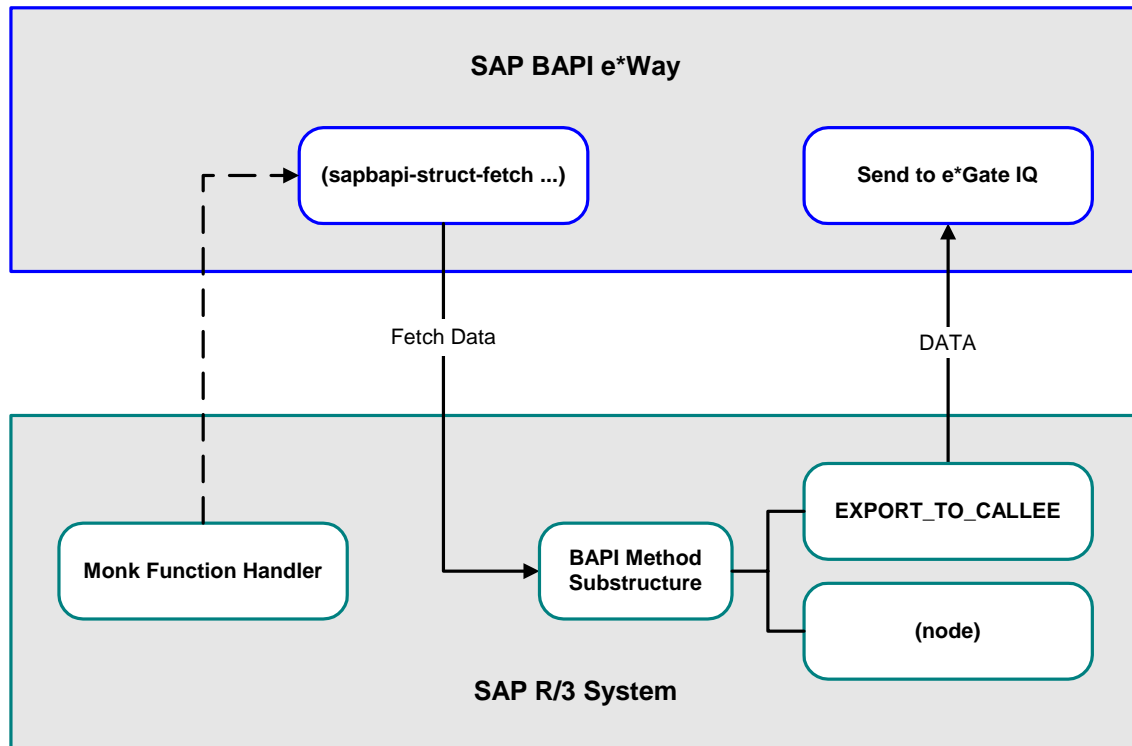 SAP BAPI e*Way
(sapbapi-struct-fetch ...)
Send to e*Gate IQ
Fetch Data
DATA
EXPORT_TO_CALLEE
Monk Function Handler
BAPI Method
Substructure
(node)
SAP R/3 System